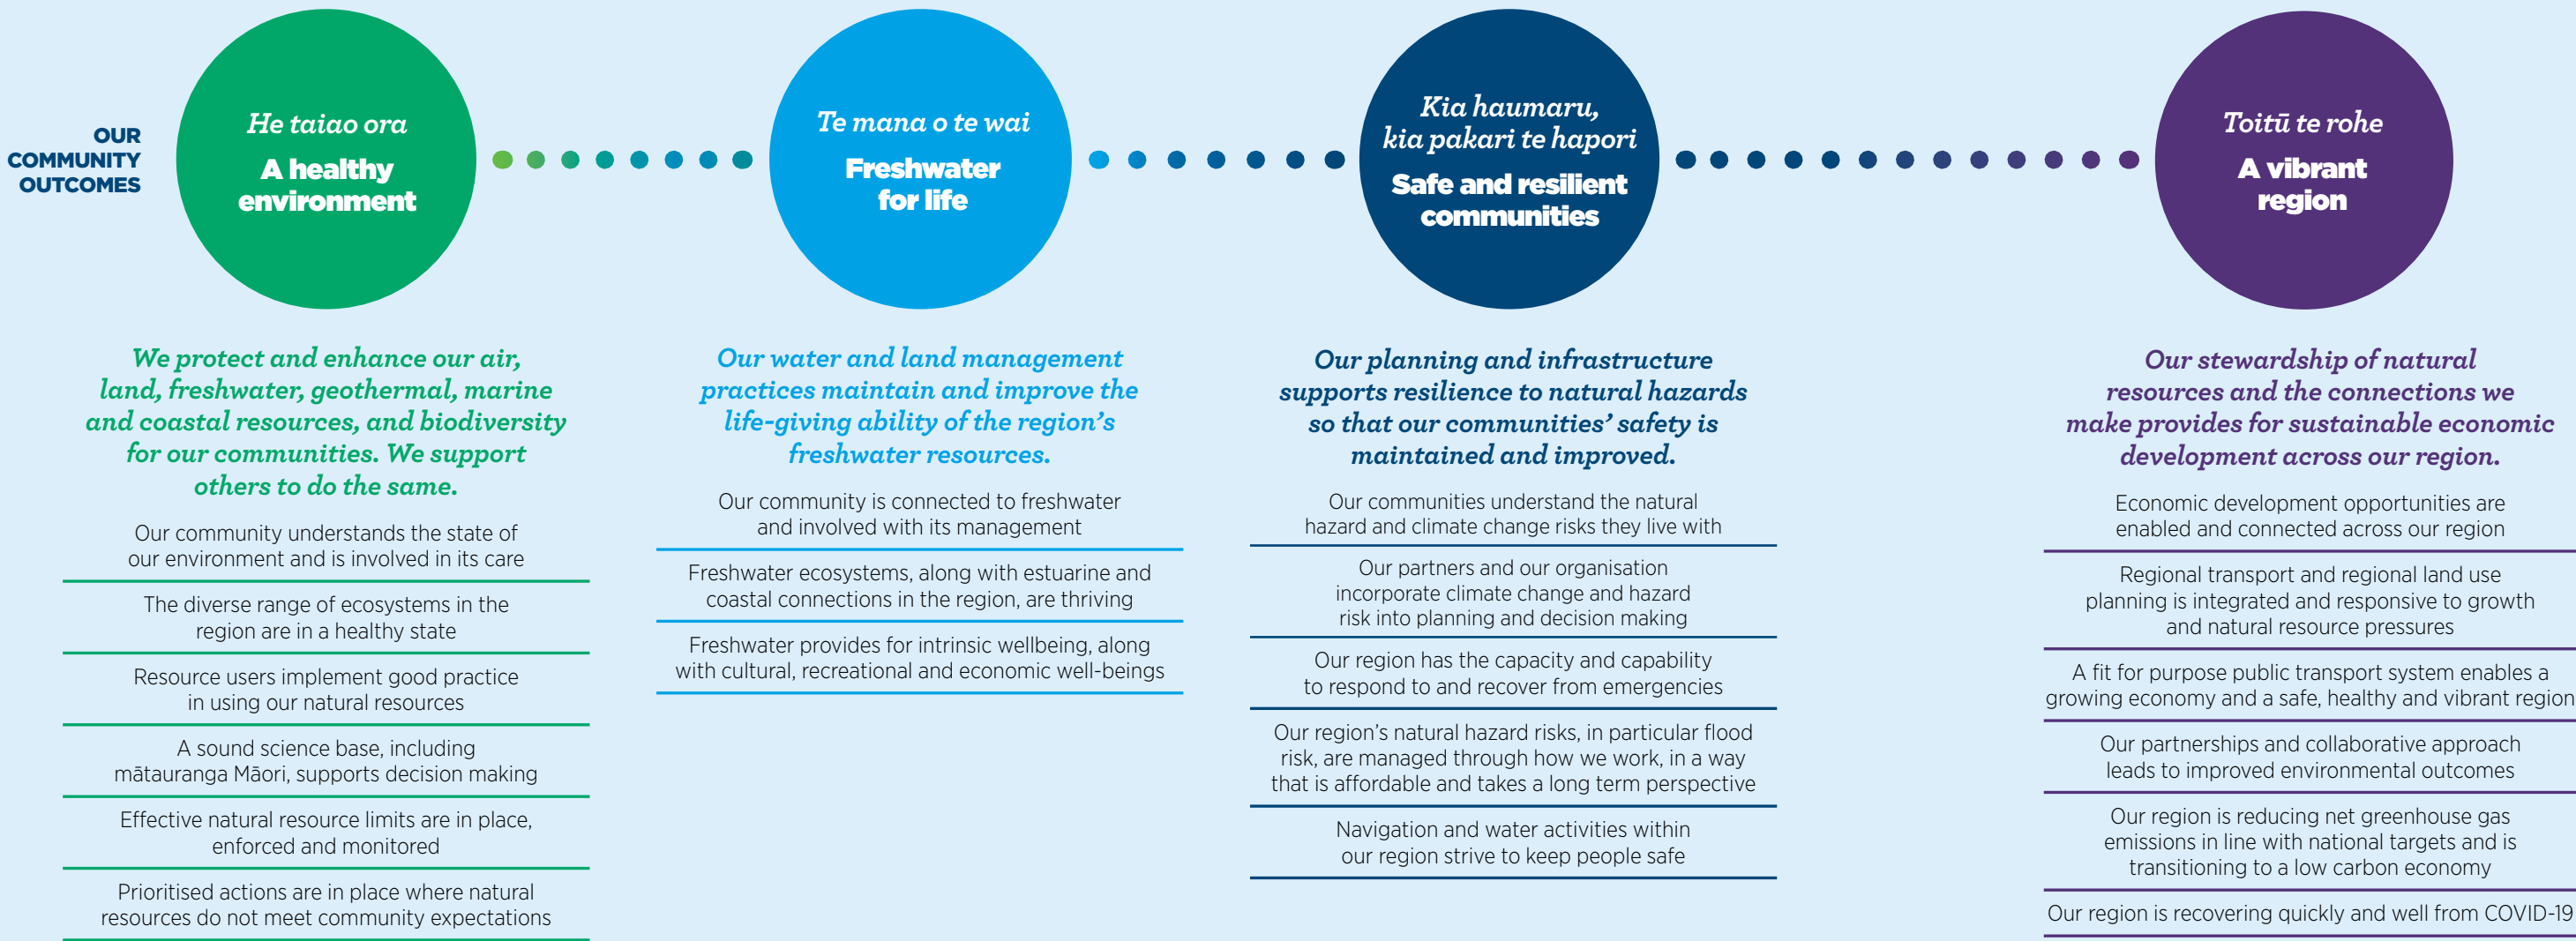 OUR
COMMUNITY
OUTCOMES
He taiao ora
A healthy
environment
We protect and enhance our air,
land, freshwater, geothermal, marine
and coastal resources, and biodiversity
for our communities. We support
others to do the same.
Our community understands the state of
our environment and is involved in its care
The diverse range of ecosystems in the
region are in a healthy state
Resource users implement good practice
in using our natural resources
A sound science base, including
mātauranga Māori, supports decision making
Effective natural resource limits are in place,
enforced and monitored
Prioritised actions are in place where natural
resources do not meet community expectations
Te mana o te wai
Freshwater
for life
Our water and land management
practices maintain and improve the
life-giving ability of the region's
freshwater resources.
Our community is connected to freshwater
and involved with its management
Freshwater ecosystems, along with estuarine and
coastal connections in the region, are thriving
Freshwater provides for intrinsic wellbeing, along
with cultural, recreational and economic well-beings
Kia haumaru,
kia pakari te hapori
Safe and resilient
communities
Our planning and infrastructure
supports resilience to natural hazards
so that our communities' safety is
maintained and improved.
Our communities understand the natural
hazard and climate change risks they live with
Our partners and our organisation
incorporate climate change and hazard
risk into planning and decision making
Our region has the capacity and capability
to respond to and recover from emergencies
Our region's natural hazard risks, in particular flood
risk, are managed through how we work, in a way
that is affordable and takes a long term perspective
Navigation and water activities within
our region strive to keep people safe
Toitū te rohe
A vibrant
region
Our stewardship of natural
resources and the connections we
make provides for sustainable economic
development across our region.
Economic development opportunities are
enabled and connected across our region
Regional transport and regional land use
planning is integrated and responsive to growth
and natural resource pressures
A fit for purpose public transport system enables a
growing economy and a safe, healthy and vibrant region
Our partnerships and collaborative approach
leads to improved environmental outcomes
Our region is reducing net greenhouse gas
emissions in line with national targets and is
transitioning to a low carbon economy
Our region is recovering quickly and well from COVID-19